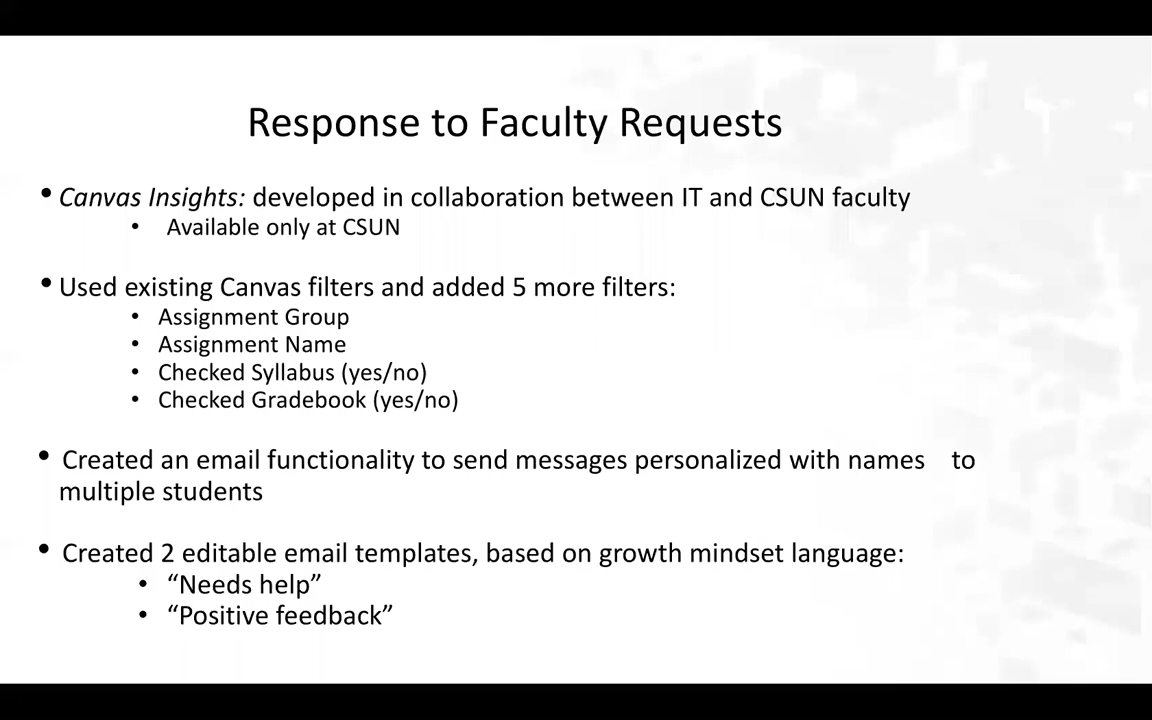 Response to Faculty Requests
• Canvas Insights: developed in collaboration between IT and CSUN faculty
• Available only at CSUN
• Used existing Canvas filters and added 5 more filters:
• Assignment Group
• Assignment Name
• Checked Syllabus (yes/no)
• Checked Gradebook (yes/no)
• Created an email functionality to send messages personalized with names to
multiple students
• Created 2 editable email templates, based on growth mindset language:
• “Needs help”
• “Positive feedback”